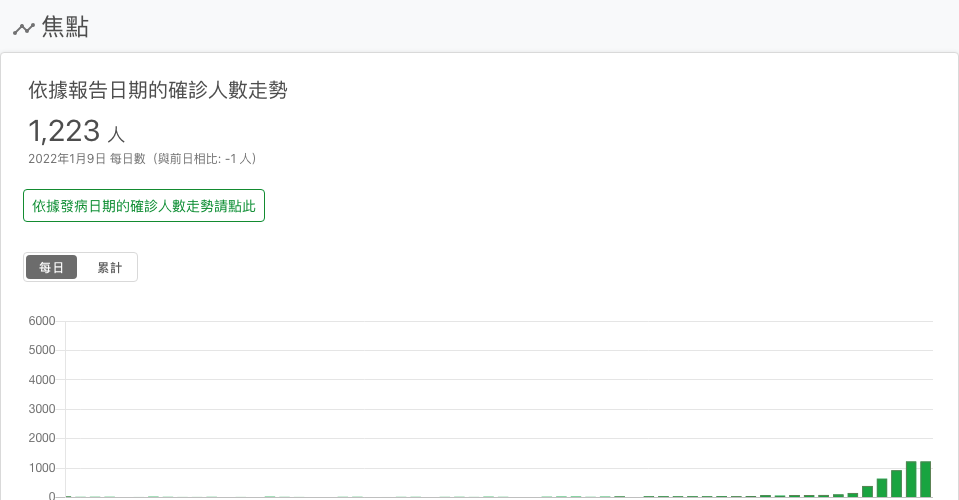 焦點
依據報告日期的確診人數走勢
1,223 人
2022年1月9日 每日數（與前日相比: -1 人）
依據發病日期的確診人數走勢請點此
每日 累計
6000
5000
4000
3000
2000
1000
0